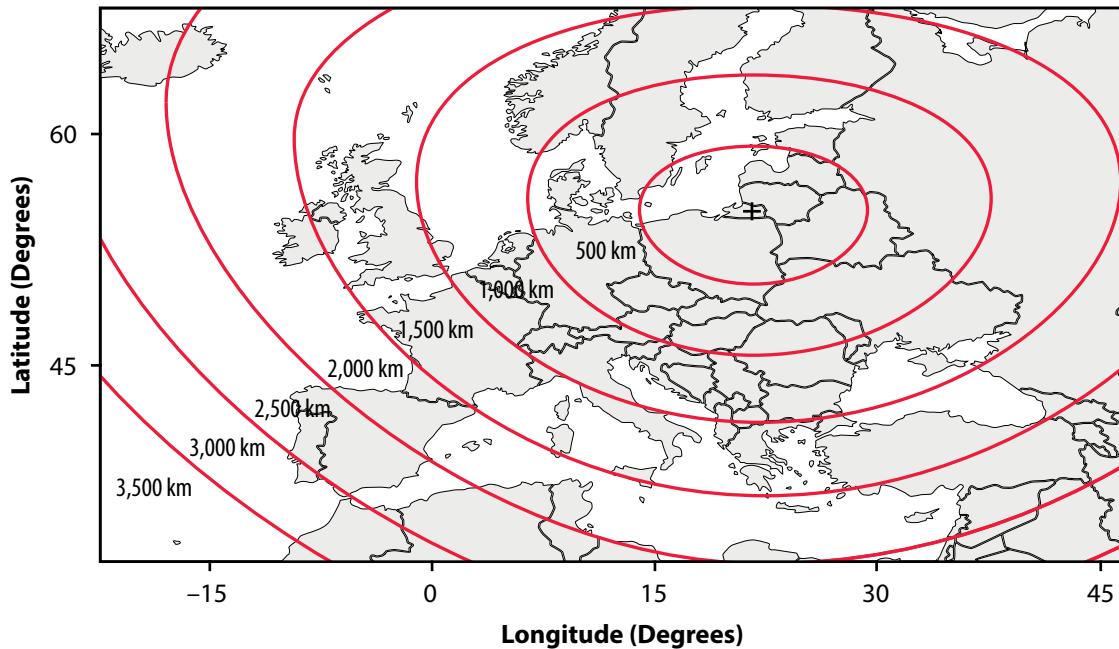 Latitude (Degrees)
60
45
500 km
1,000 km
1,500 km
2,000 km
2,500 km
3,000 km
3,500 km
−15
0
15
30
45
Longitude (Degrees)